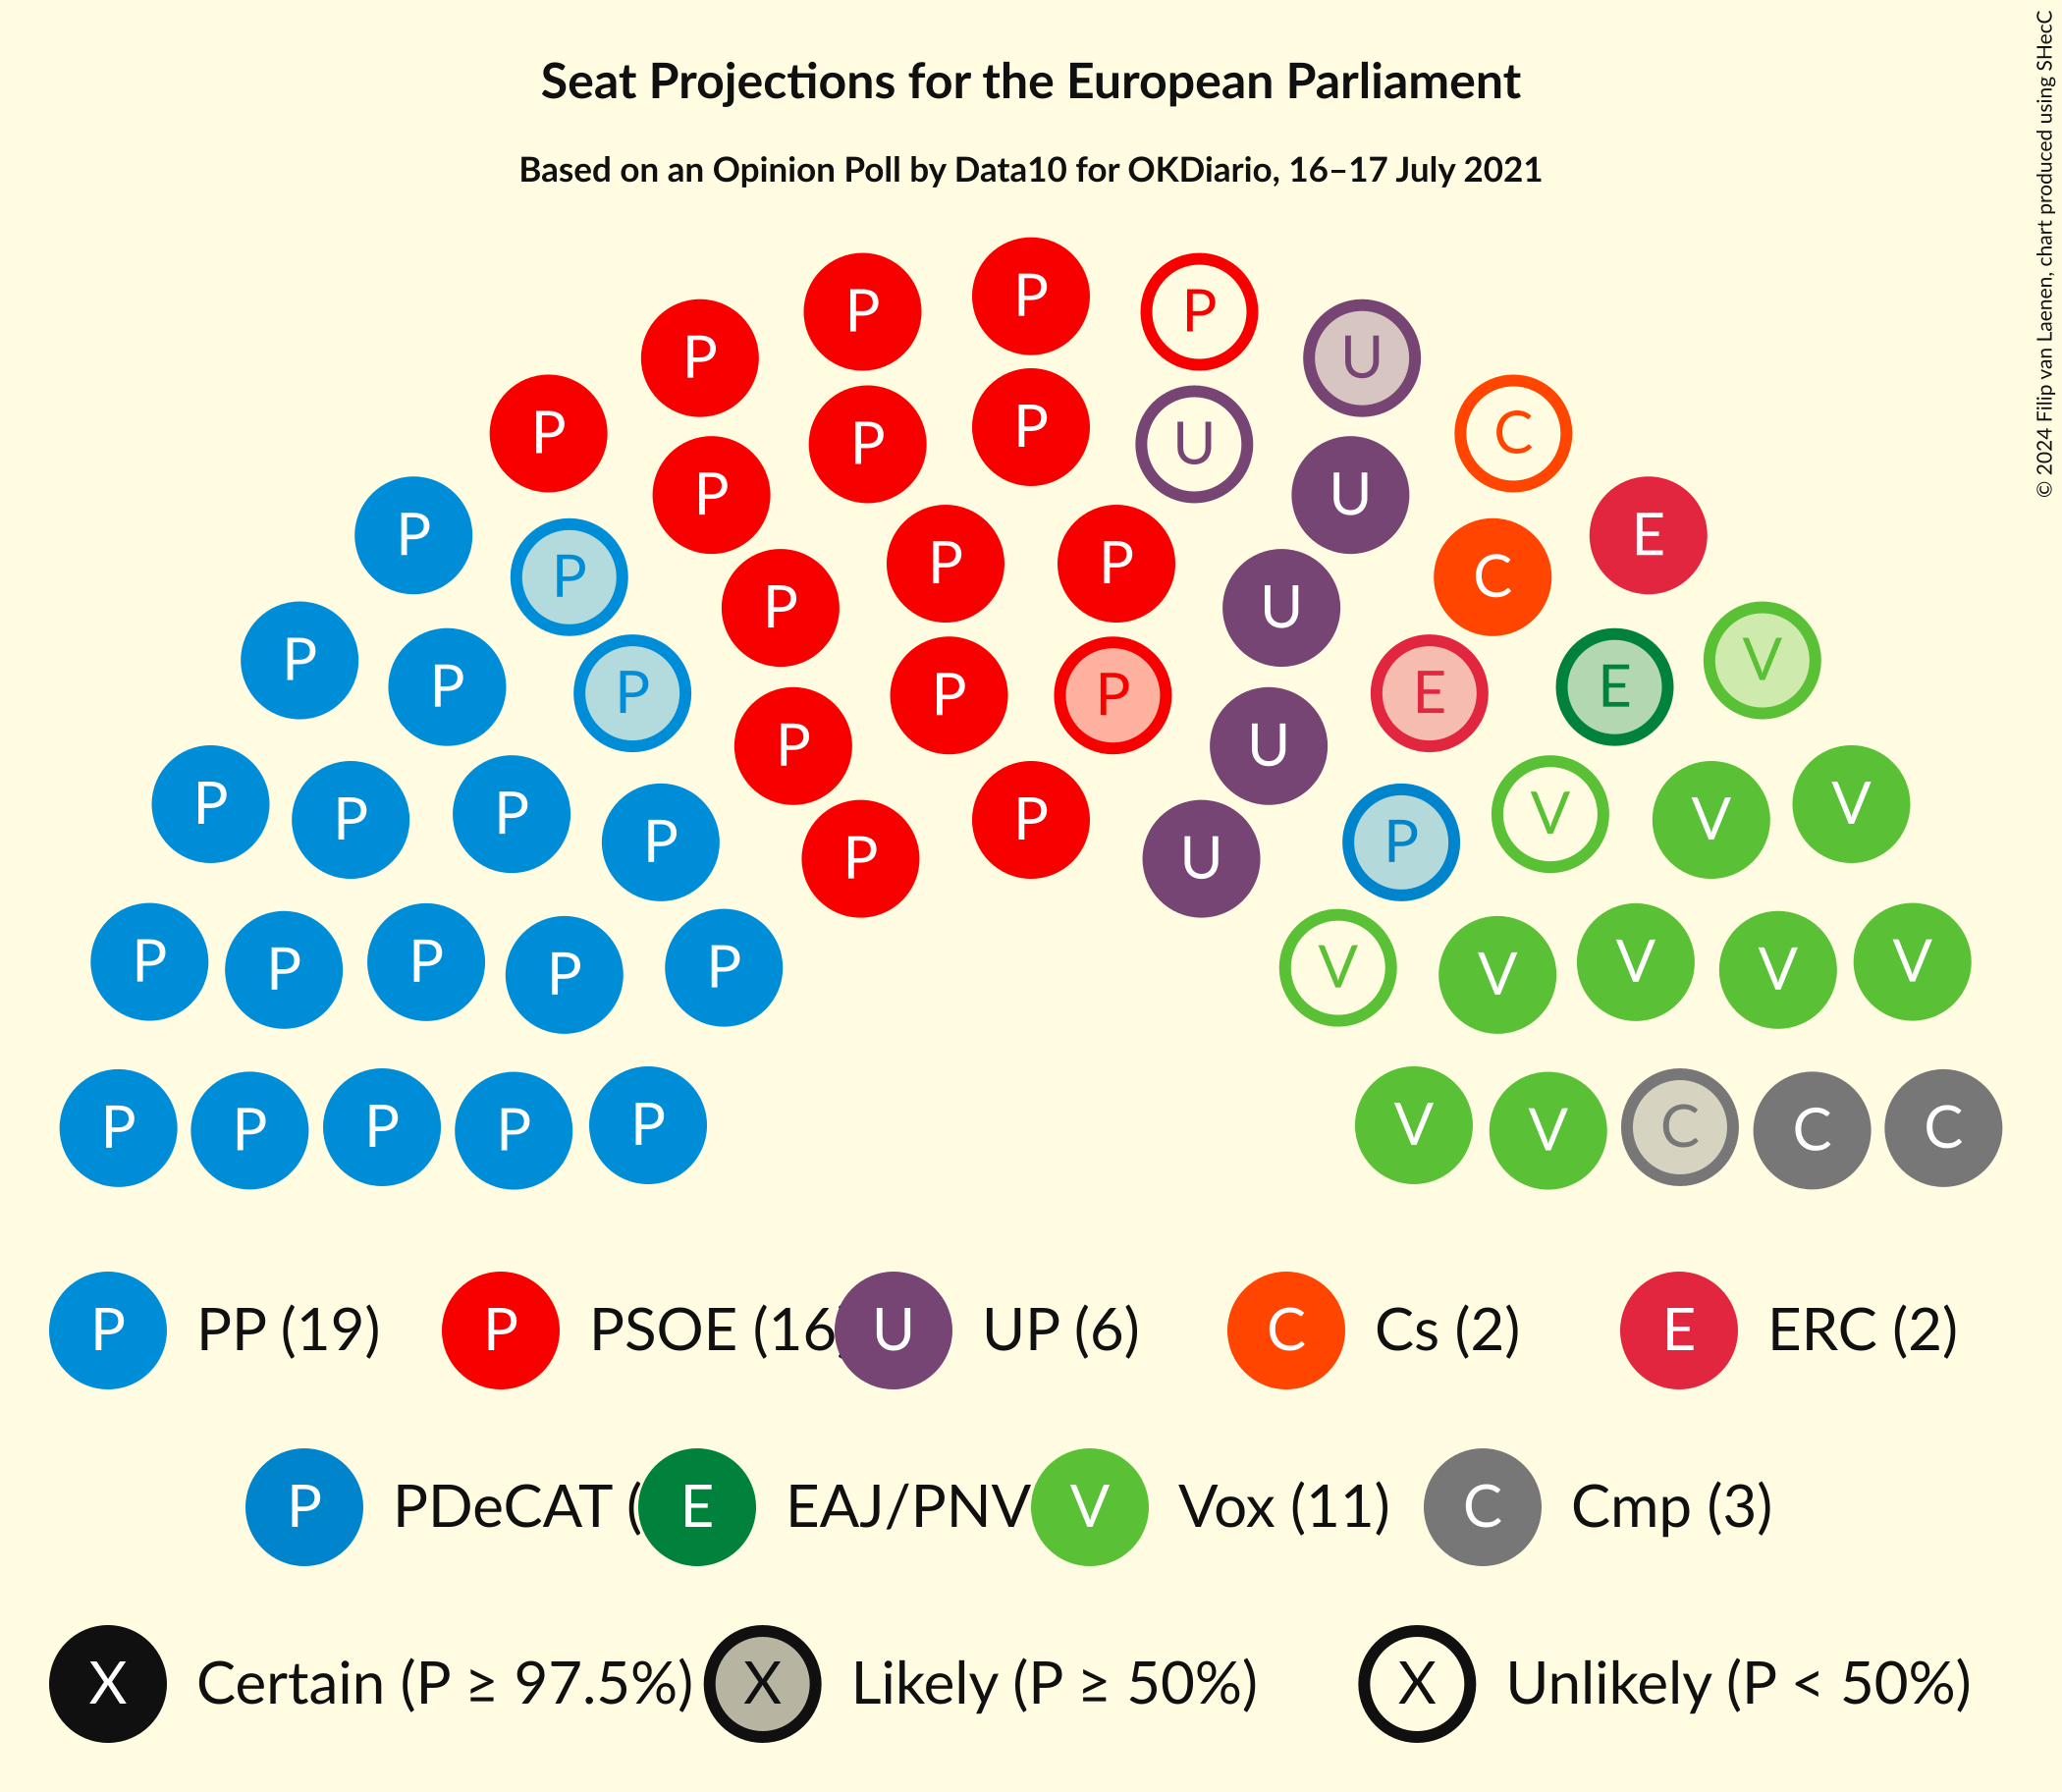 Seat Projections for the European Parliament
Based on an Opinion Poll by Data10 for OKDiario, 16–17 July 2021
© 2024 Filip van Laenen, chart produced using SHecC
P P P U
P P C
P P P U U
P P C E
P P P P U
P P P E E V
P P P P U
P P P P P P P V V V
P U
P P P P P V V V V V
P P P P P V V C C C
P PP (19) P PSOE (16 U UP (6) C Cs (2) E ERC (2)
P PDeCAT ( E EAJ/PNV V Vox (11) C Cmp (3)
X Certain (P ≥ 97.5%) X Likely (P ≥ 50%) X Unlikely (P < 50%)